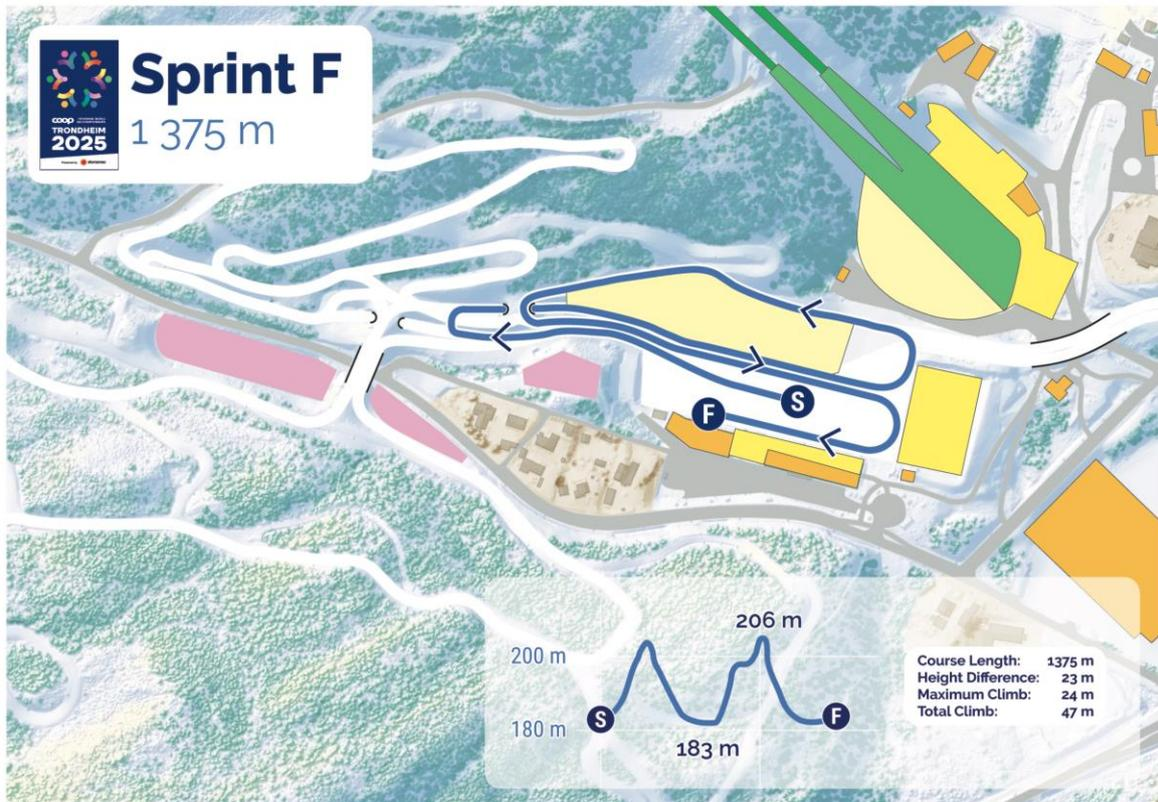 coop
TRONDHEIM
2025
Sprint F
1 375 m
S
F
206 m
200 m
180 m
S
F
183 m
Course Length: 1375 m
Height Difference: 23 m
Maximum Climb: 24 m
Total Climb: 47 m